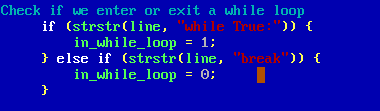 Check if we enter or exit a while loop
if (strstr(line, "while True:")) {
in_while_loop = 1;
} else if (strstr(line, "break")) {
in_while_loop = 0;
}